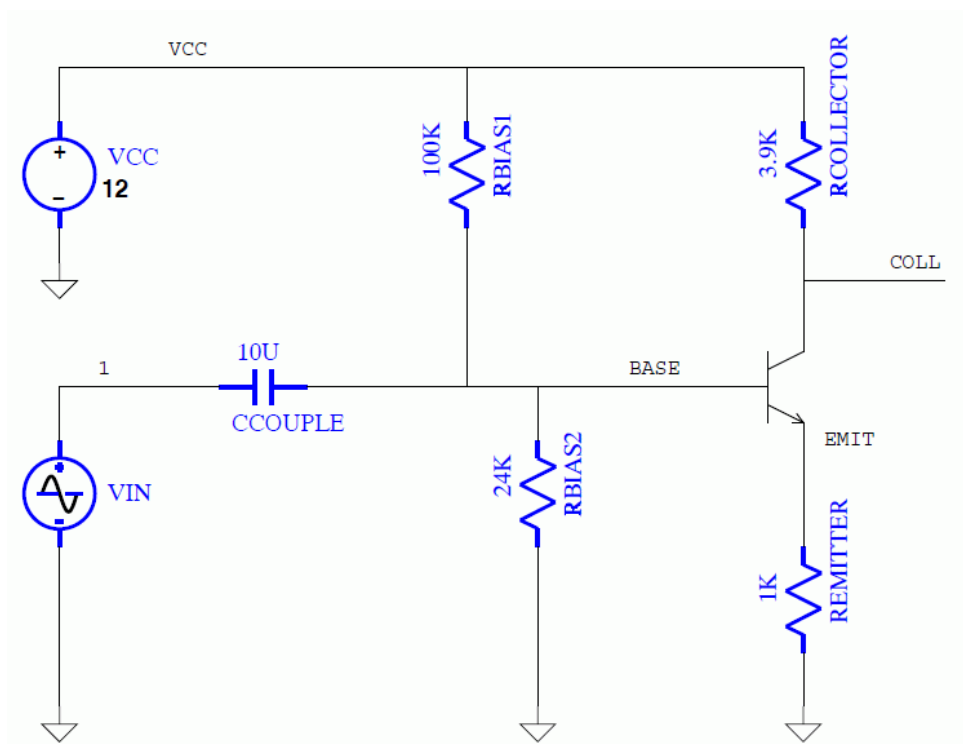 VCC
100K
RBIAS1
3.9K
RCOLLECTOR
+
VCC
12
−
COLL
1
10U
CCOUPLE
BASE
EMIT
VIN
24K
RBIAS2
1K
REMITTER